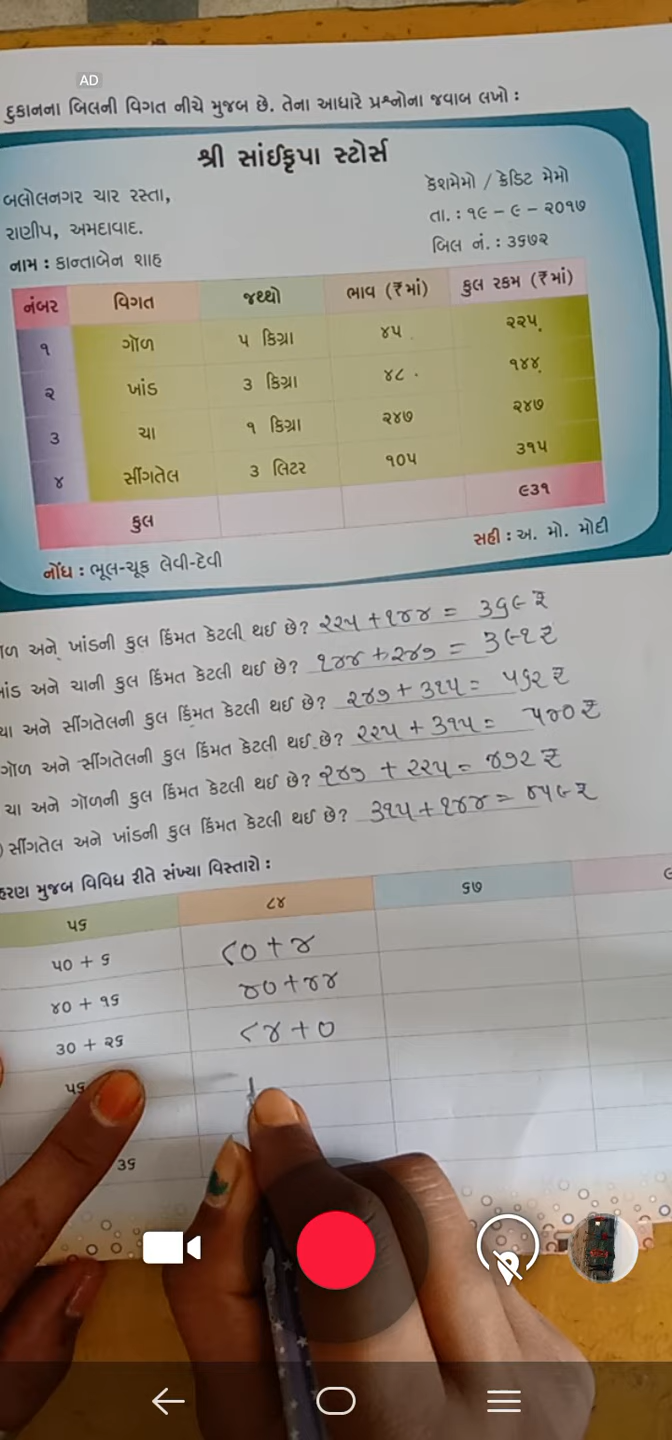 AD
દુકાનના બિલની વિગત નીચે મુજબ છે. તેના આધારે પ્રશ્નોના જવાબ લખો :
શ્રી સાંઈકૃપા સ્ટોર્સ
બલોલનગર ચાર રસ્તા,
રાણીપ, અમદાવાદ.
નામ : કાન્તાબેન શાહ
કેશમેમો / ક્રેડિટ મેમો
તા. : ૧૯ – ૯ – ૨૦૧૭
બિલ નં. : ૩૬૭૨
નંબર વિગત જથ્થો ભાવ (₹માં) કુલ રકમ (₹માં)
૧ ગૉળ ૫ કિગ્રા ૪૫ ૨૨૫
૨ ખાંડ ૩ કિગ્રા ૪૮ ૧૪૪
૩ ચા ૧ કિગ્રા ૨૪૭ ૨૪૭
૪ સીંગતેલ ૩ લિટર ૧૦૫ ૩૧૫
કુલ ૯૩૧
નોંધ : ભૂલ-ચૂક લેવી-દેવી
સહી : અ. મો. મોદી
અને ખાંડની કુલ કિંમત કેટલી થઈ છે? ૨૨૫ + ૧૪૪ = ૩૬૯ ₹
અને ચાની કુલ કિંમત કેટલી થઈ છે? ૧૪૪ + ૨૪૭ = ૩૯૧ ₹
ચા અને સીંગતેલની કુલ કિંમત કેટલી થઈ છે? ૨૪૭ + ૩૧૫ = ૫૬૨ ₹
ગૉળ અને સીંગતેલની કુલ કિંમત કેટલી થઈ છે? ૨૨૫ + ૩૧૫ = ૫૪૦ ₹
ચા અને ગૉળની કુલ કિંમત કેટલી થઈ છે? ૨૪૭ + ૨૨૫ = ૪૭૨ ₹
) સીંગતેલ અને ખાંડની કુલ કિંમત કેટલી થઈ છે? ૩૧૫ + ૧૪૪ = ૪૫૯ ₹
મુજબ વિવિધ રીતે સંખ્યા વિસ્તારો :
૫૬ ૮૪ ૬૭
૫૦ + ૬ ૮૦ + ૪
૪૦ + ૧૬ ૪૦ + ૪૪
૩૦ + ૨૬ ૮૪ + ૦
૩૬